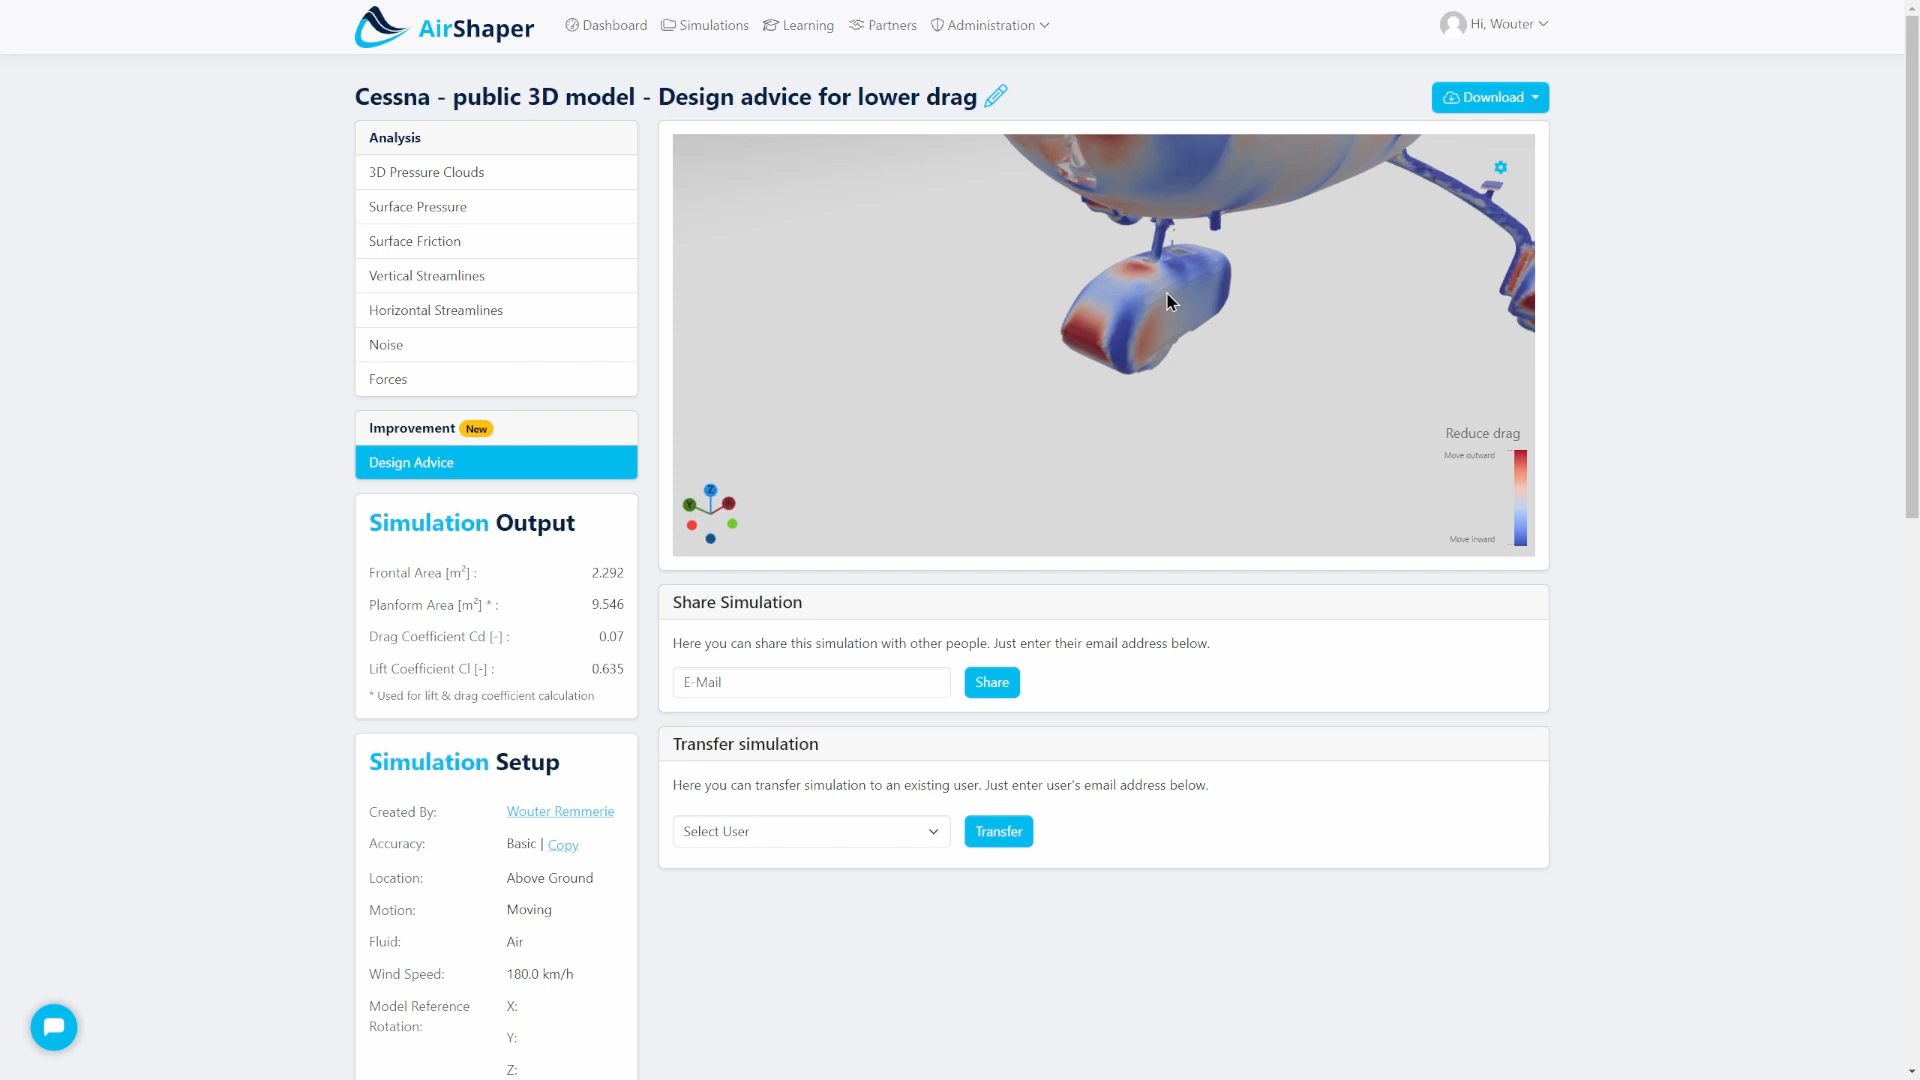 AirShaper
Dashboard
Simulations
Learning
Partners
Administration
Hi, Wouter
Cessna - public 3D model - Design advice for lower drag
Download
Analysis
3D Pressure Clouds
Surface Pressure
Surface Friction
Vertical Streamlines
Horizontal Streamlines
Noise
Forces
Improvement New
Design Advice
Simulation Output
Frontal Area [m²] : 2.292
Planform Area [m²] * : 9.546
Drag Coefficient Cd [-] : 0.07
Lift Coefficient Cl [-] : 0.635
* Used for lift & drag coefficient calculation
Simulation Setup
Created By: Wouter Remmerie
Accuracy: Basic | Copy
Location: Above Ground
Motion: Moving
Fluid: Air
Wind Speed: 180.0 km/h
Model Reference Rotation: X:
Y:
Z:
Z
Y
Reduce drag
Move outward
Move inward
Share Simulation
Here you can share this simulation with other people. Just enter their email address below.
E-Mail
Share
Transfer simulation
Here you can transfer simulation to an existing user. Just enter user's email address below.
Select User
Transfer